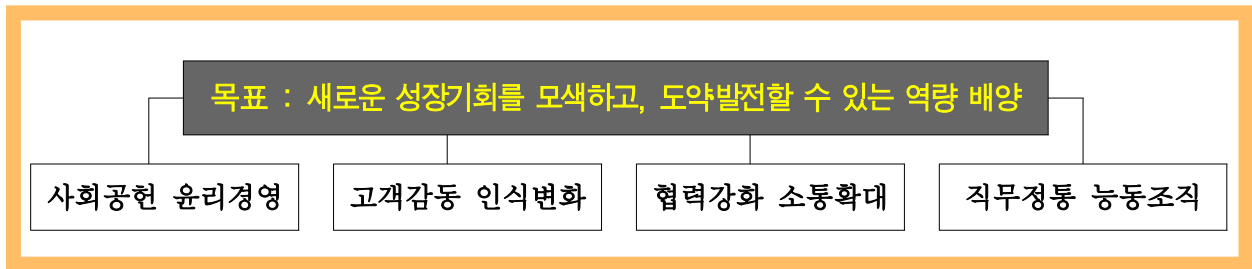 목표 : 새로운 성장기회를 모색하고, 도약·발전할 수 있는 역량 배양
사회공헌 윤리경영
고객감동 인식변화
협력강화 소통확대
직무정통 능동조직